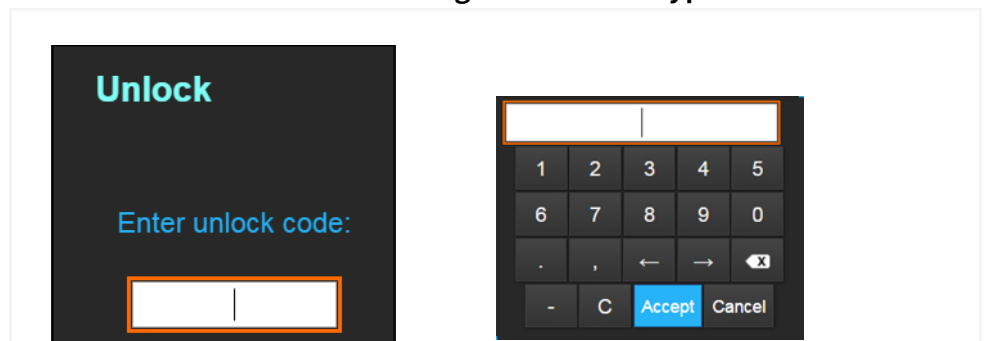 Unlock
Enter unlock code:
1 2 3 4 5
6 7 8 9 0
. , ← → x
- C Accept Cancel